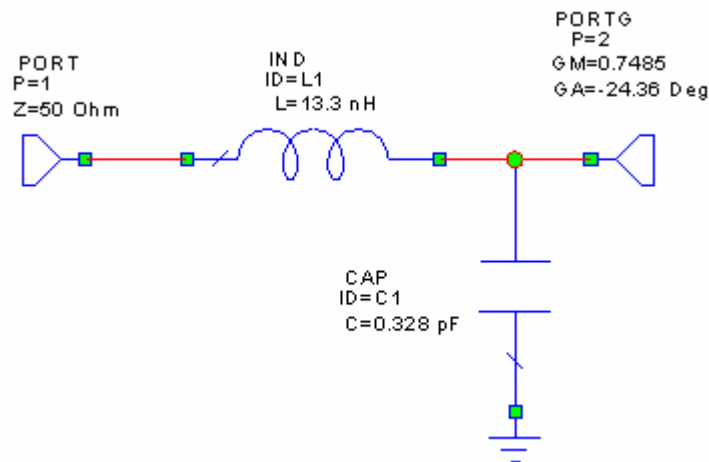 PORT
P=1
Z=50 Ohm
IND
ID=L1
L=13.3 nH
PORTG
P=2
GM=0.7485
GA=-24.36 Deg
CAP
ID=C1
C=0.328 pF